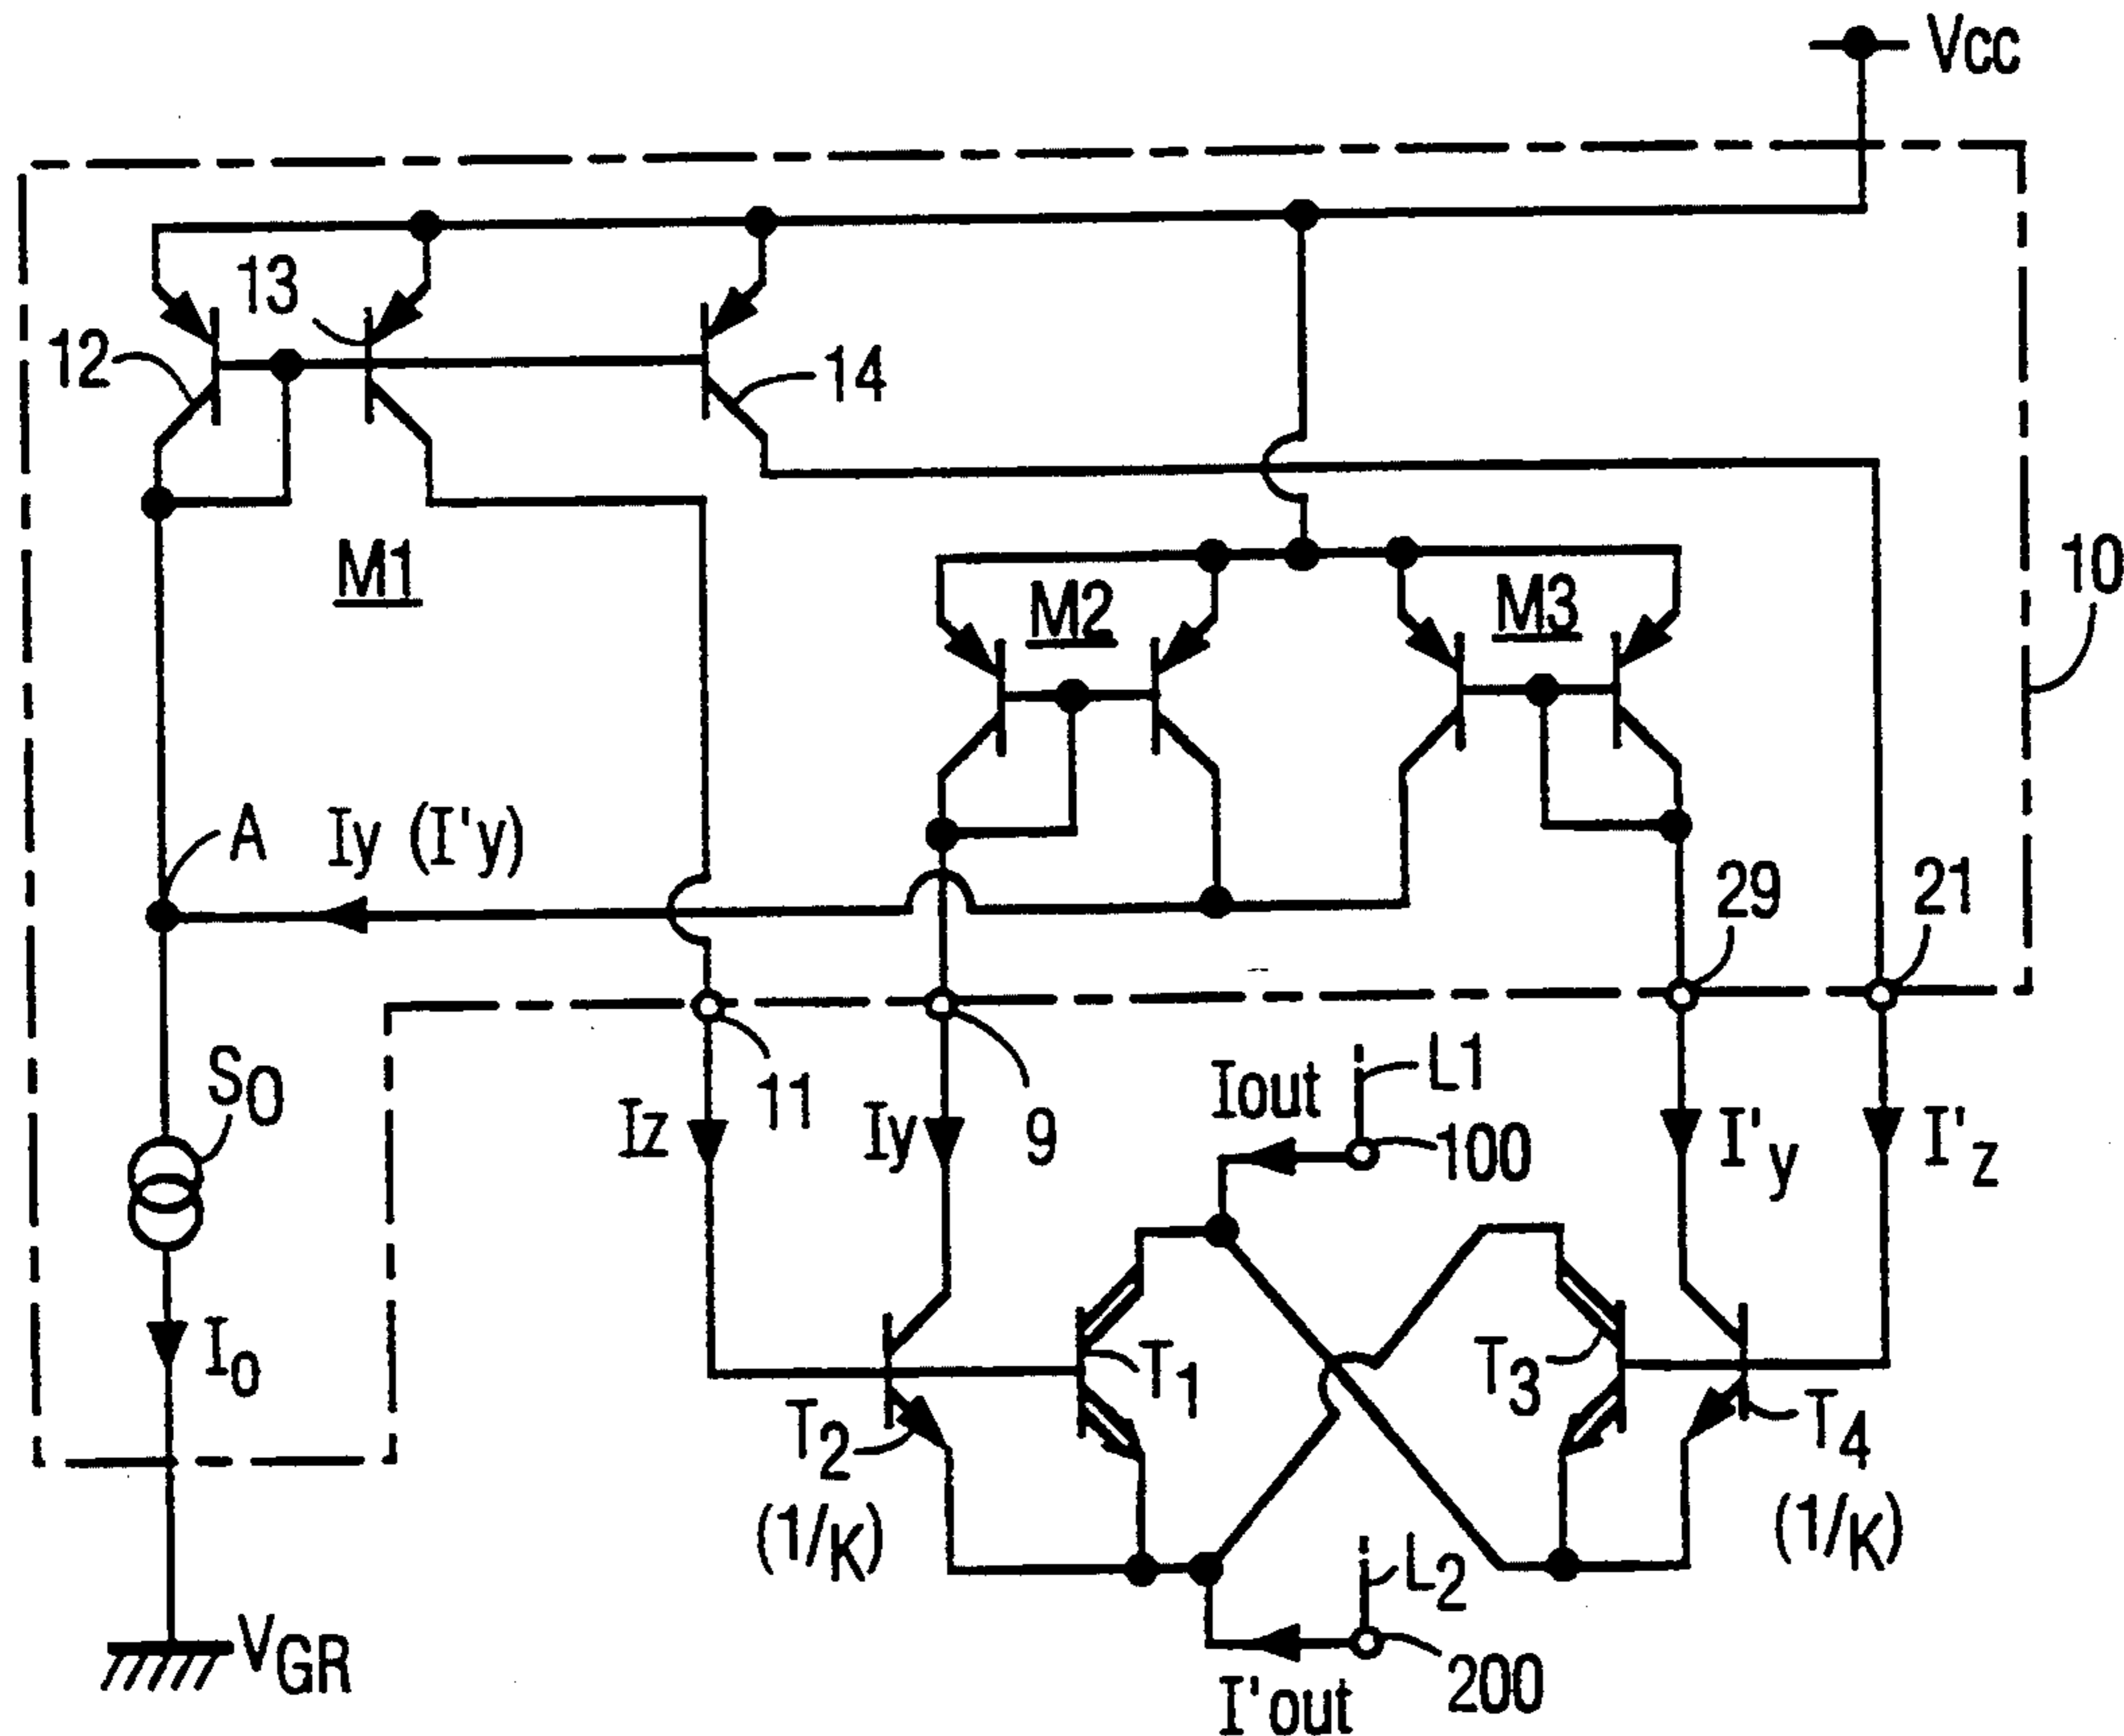 Vcc
13
12
14
M1
M2
M3
10
A
Iy (I'y)
29
21
S0
L1
Iout
11
Iz
Iy
9
100
I'y
I'z
I0
T1
T3
T2
T4
(1/K)
(1/K)
L2
VGR
200
I'out